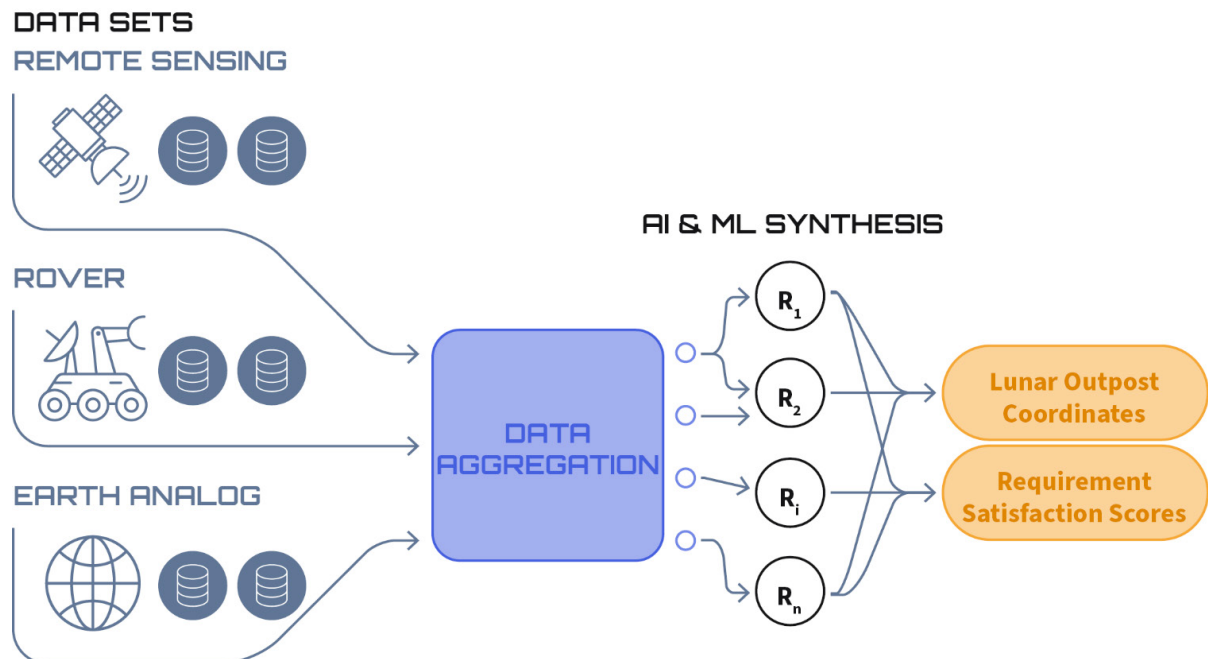 DATA SETS
REMOTE SENSING
ROVER
EARTH ANALOG
DATA
AGGREGATION
AI & ML SYNTHESIS
R₁
R₂
Rᵢ
Rₙ
Lunar Outpost
Coordinates
Requirement
Satisfaction Scores